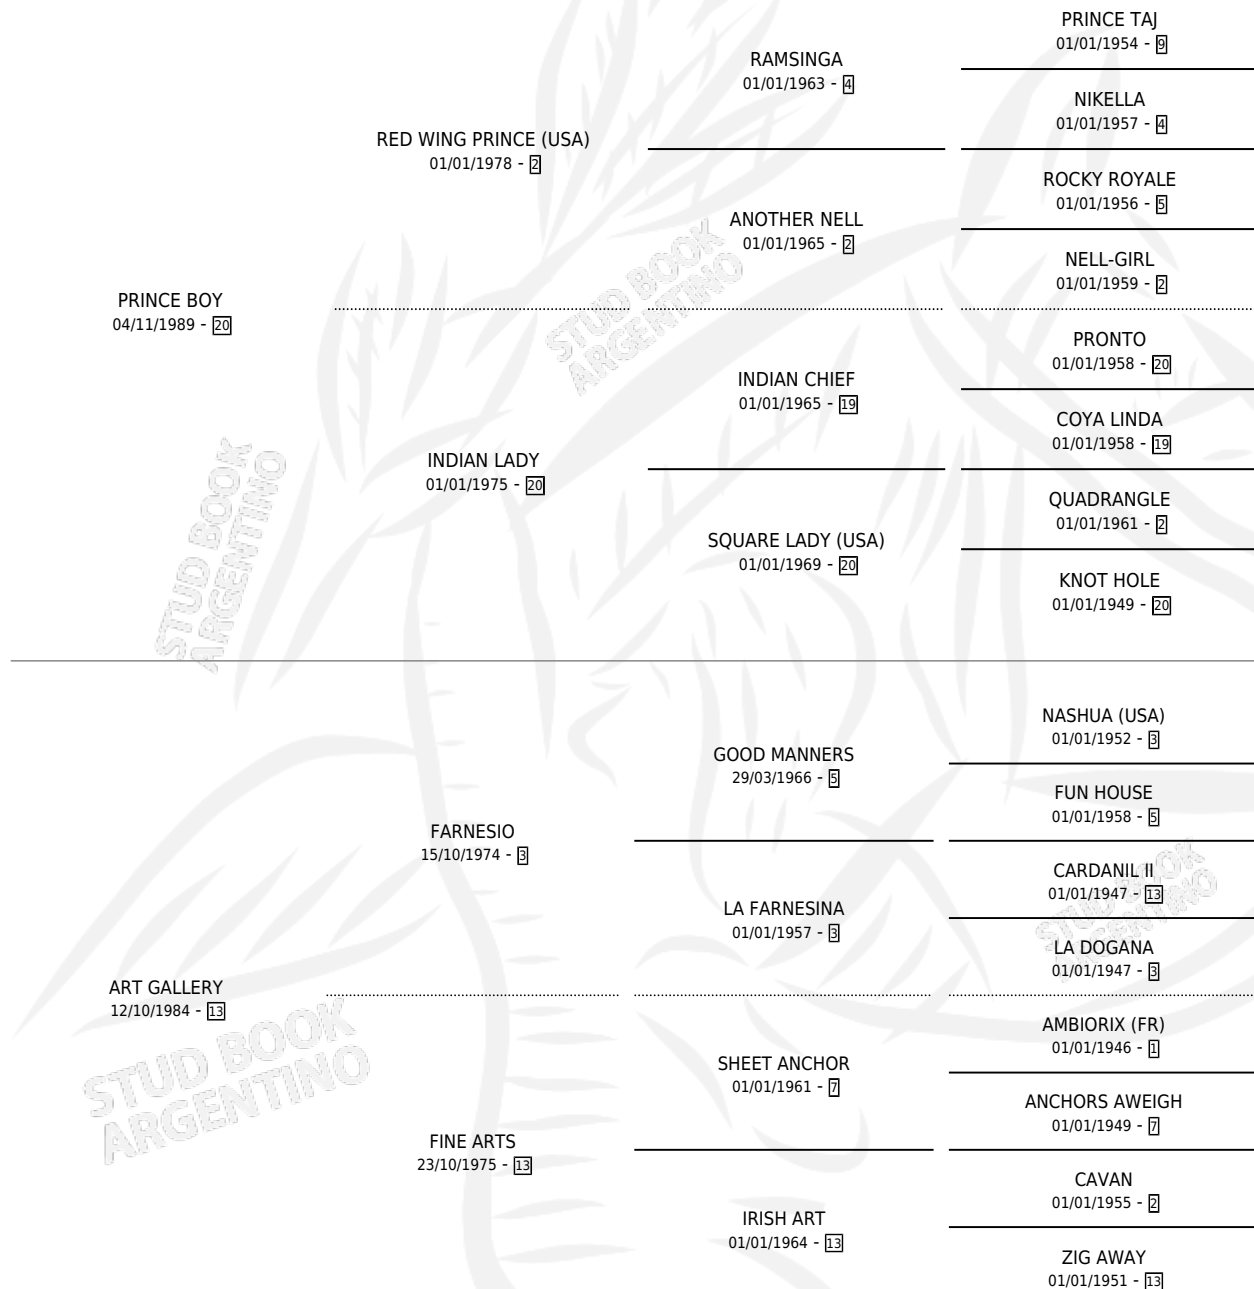 PRINCE TAJ
01/01/1954 - 9
RAMSINGA
01/01/1963 - 4
NIKELLA
01/01/1957 - 4
RED WING PRINCE (USA)
01/01/1978 - 2
ROCKY ROYALE
01/01/1956 - 5
ANOTHER NELL
01/01/1965 - 2
NELL-GIRL
01/01/1959 - 2
PRINCE BOY
04/11/1989 - 20
PRONTO
01/01/1958 - 20
INDIAN CHIEF
01/01/1965 - 19
COYA LINDA
01/01/1958 - 19
INDIAN LADY
01/01/1975 - 20
QUADRANGLE
01/01/1961 - 2
SQUARE LADY (USA)
01/01/1969 - 20
KNOT HOLE
01/01/1949 - 20
STUD BOOK
ARGENTINO
STUD BOOK
ARGENTINO
NASHUA (USA)
01/01/1952 - 3
GOOD MANNERS
29/03/1966 - 5
FUN HOUSE
01/01/1958 - 5
FARNESIO
15/10/1974 - 3
CARDANIL II
01/01/1947 - 13
LA FARNESINA
01/01/1957 - 3
LA DOGANA
01/01/1947 - 3
STUD BOOK
ARGENTINO
ART GALLERY
12/10/1984 - 13
AMBIORIX (FR)
01/01/1946 - 1
SHEET ANCHOR
01/01/1961 - 7
ANCHORS AWEIGH
01/01/1949 - 7
FINE ARTS
23/10/1975 - 13
CAVAN
01/01/1955 - 2
IRISH ART
01/01/1964 - 13
ZIG AWAY
01/01/1951 - 13
STUD BOOK
ARGENTINO